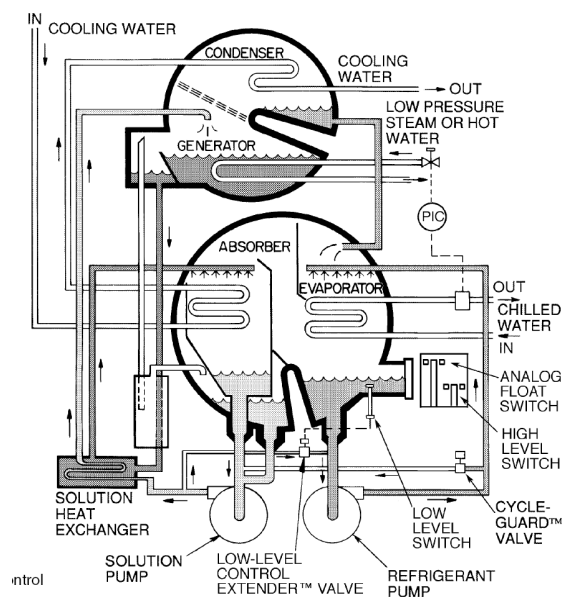 IN
COOLING WATER
CONDENSER
COOLING
WATER
OUT
LOW PRESSURE
STEAM OR HOT
WATER
GENERATOR
PIC
ABSORBER
EVAPORATOR
OUT
CHILLED
WATER
IN
ANALOG
FLOAT
SWITCH
HIGH
LEVEL
SWITCH
SOLUTION
HEAT
EXCHANGER
CYCLE-
GUARD™
VALVE
LOW
LEVEL
SWITCH
SOLUTION
PUMP
LOW-LEVEL
CONTROL
EXTENDER™ VALVE
REFRIGERANT
PUMP
ontrol